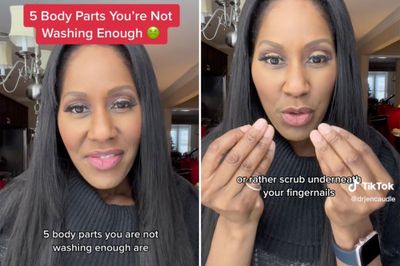 5 Body Parts You're Not
Washing Enough 🤢
5 body parts you are not
washing enough are
or rather scrub underneath
your fingernails
TikTok
@drjencaudle